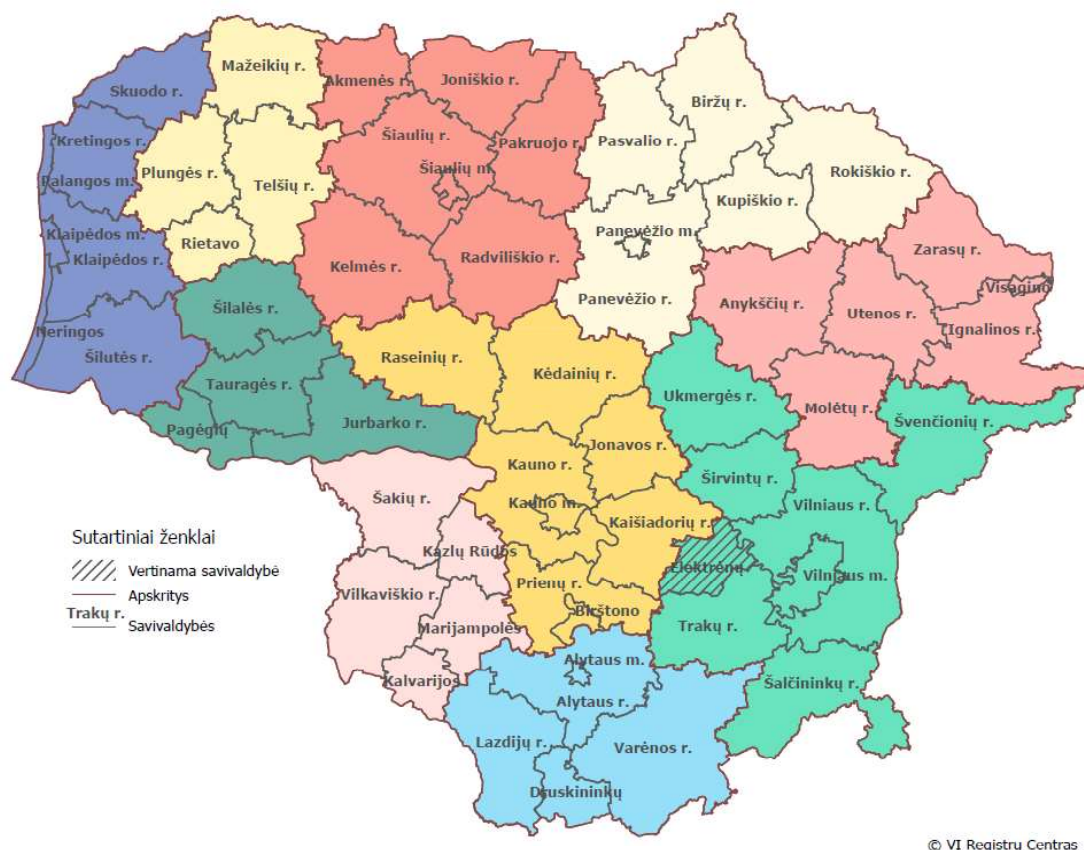 Skuodo r.
Mažeikių r.
Akmenės r.
Joniškio r.
Biržų r.
Kretingos r.
Plungės r.
Telšių r.
Šiaulių r.
Šiaulių m.
Pakruojo r.
Pasvalio r.
Rokiškio r.
Kupiškio r.
Palangos m.
Klaipėdos m.
Klaipėdos r.
Rietavo
Kelmės r.
Radviliškio r.
Panevėžio m.
Panevėžio r.
Zarasų r.
Visagino
Anykščių r.
Utenos r.
Ignalinos r.
Neringos
Šilutės r.
Šilalės r.
Tauragės r.
Pagėgių
Jurbarko r.
Raseinių r.
Kėdainių r.
Ukmergės r.
Molėtų r.
Švenčionių r.
Jonavos r.
Kauno r.
Kauno m.
Kaišiadorių r.
Širvintų r.
Vilniaus r.
Vilniaus m.
Elektrėnų
Trakų r.
Šakių r.
Kazlų Rūdos
Vilkaviškio r.
Marijampolės
Kalvarijos
Prienų r.
Birštono
Alytaus m.
Alytaus r.
Lazdijų r.
Varėnos r.
Druskininkų
Šalčininkų r.
Sutartiniai ženklai
Vertinama savivaldybė
Apskritys
Trakų r.
Savivaldybės
© VĮ Registrų Centras